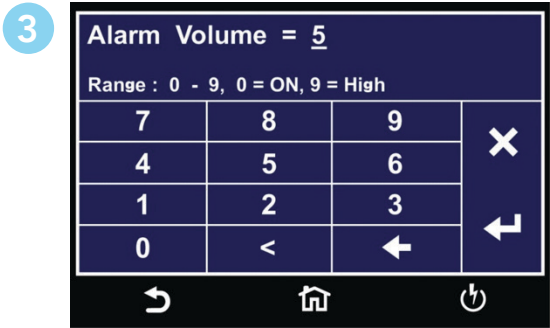 3
Alarm Volume = 5
Range : 0 - 9, 0 = ON, 9 = High
7 8 9
4 5 6
1 2 3
0 <